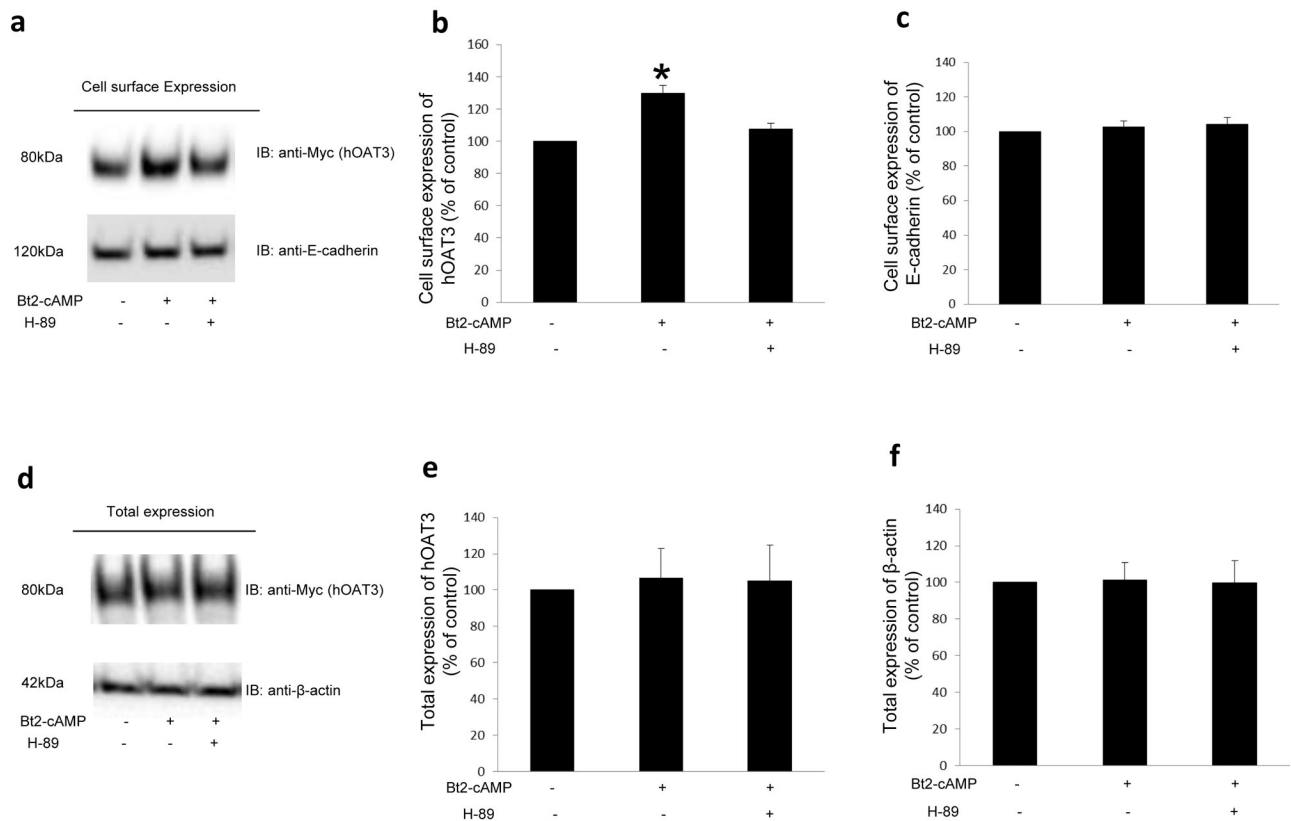 a
Cell surface Expression
80kDa
IB: anti-Myc (hOAT3)
120kDa
IB: anti-E-cadherin
Bt2-cAMP - + +
H-89 - - +
b
Cell surface expression of
hOAT3 (% of control)
160
140
120
100
80
60
40
20
0
*
Bt2-cAMP - + +
H-89 - - +
c
Cell surface expression of
E-cadherin (% of control)
140
120
100
80
60
40
20
0
Bt2-cAMP - + +
H-89 - - +
d
Total expression
80kDa
IB: anti-Myc (hOAT3)
42kDa
IB: anti-β-actin
Bt2-cAMP - + +
H-89 - - +
e
Total expression of hOAT3
(% of control)
140
120
100
80
60
40
20
0
Bt2-cAMP - + +
H-89 - - +
f
Total expression of β-actin
(% of control)
140
120
100
80
60
40
20
0
Bt2-cAMP - + +
H-89 - - +